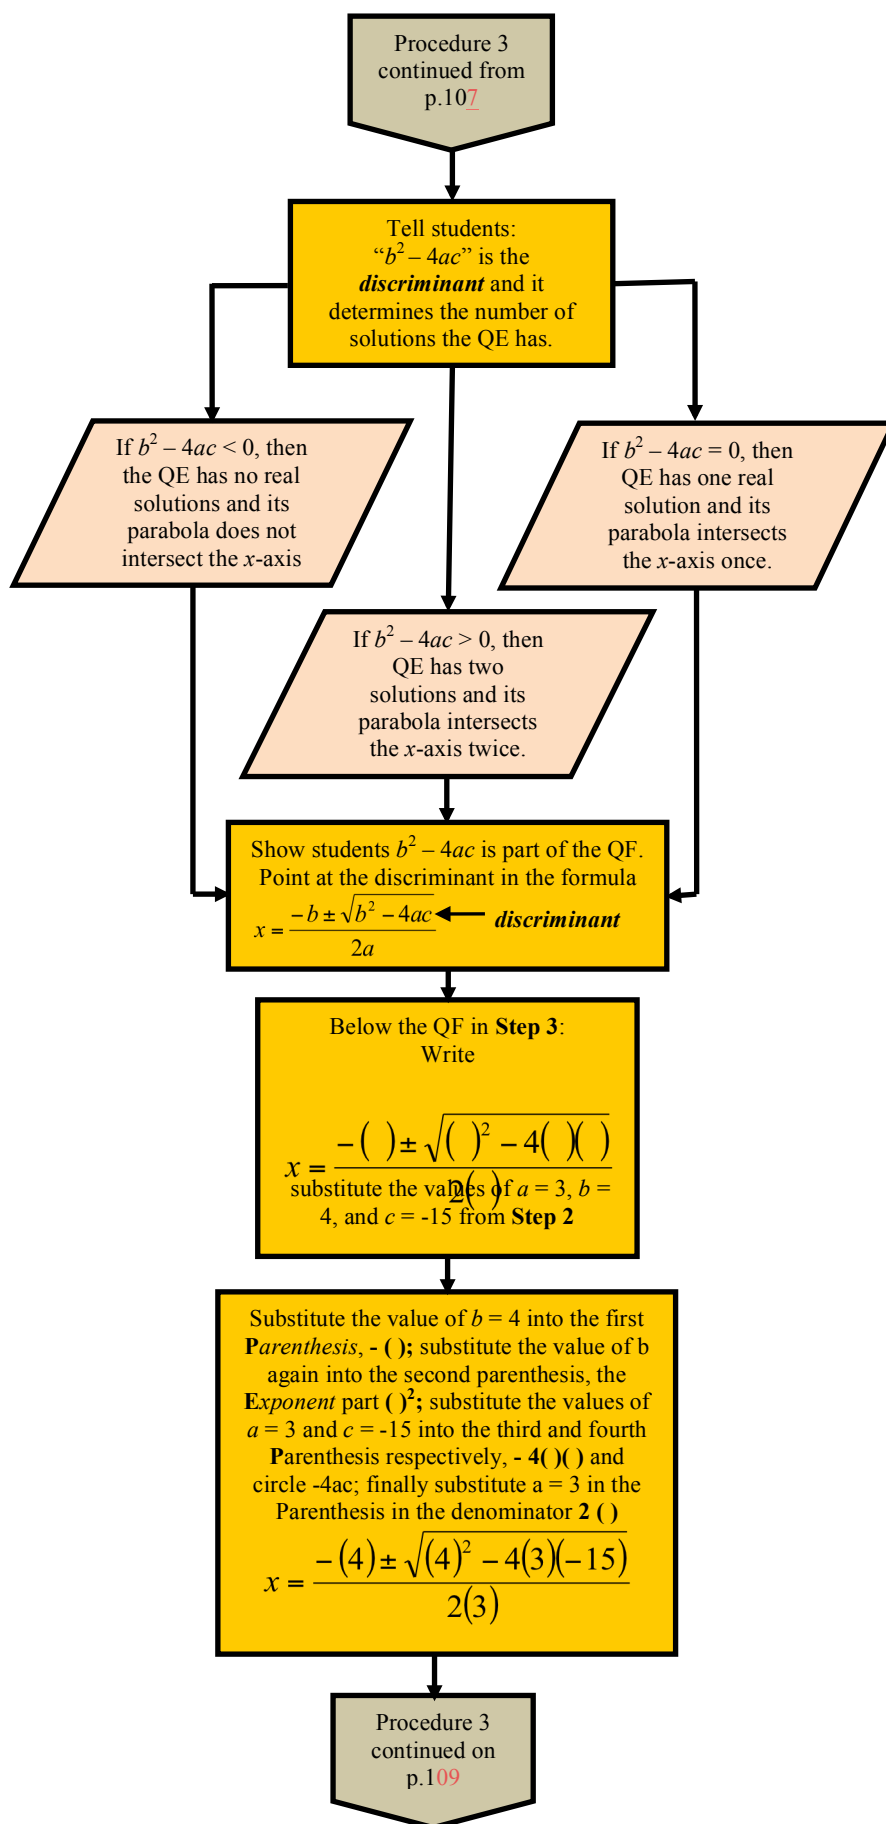 Procedure 3
continued from
p.107
Tell students:
“b² – 4ac” is the
discriminant and it
determines the number of
solutions the QE has.
If b² – 4ac < 0, then
the QE has no real
solutions and its
parabola does not
intersect the x-axis
If b² – 4ac = 0, then
QE has one real
solution and its
parabola intersects
the x-axis once.
If b² – 4ac > 0, then
QE has two
solutions and its
parabola intersects
the x-axis twice.
Show students b² – 4ac is part of the QF.
Point at the discriminant in the formula
x = (-b ± √(b² – 4ac)) / 2a discriminant
Below the QF in Step 3:
Write
x = (-( ) ± √(( )² – 4( )( ))) / 2( )
substitute the values of a = 3, b =
4, and c = -15 from Step 2
Substitute the value of b = 4 into the first
Parenthesis, - ( ); substitute the value of b
again into the second parenthesis, the
Exponent part ( )²; substitute the values of
a = 3 and c = -15 into the third and fourth
Parenthesis respectively, - 4( )( ) and
circle -4ac; finally substitute a = 3 in the
Parenthesis in the denominator 2 ( )
x = (-(4) ± √((4)² – 4(3)(-15))) / 2(3)
Procedure 3
continued on
p.109